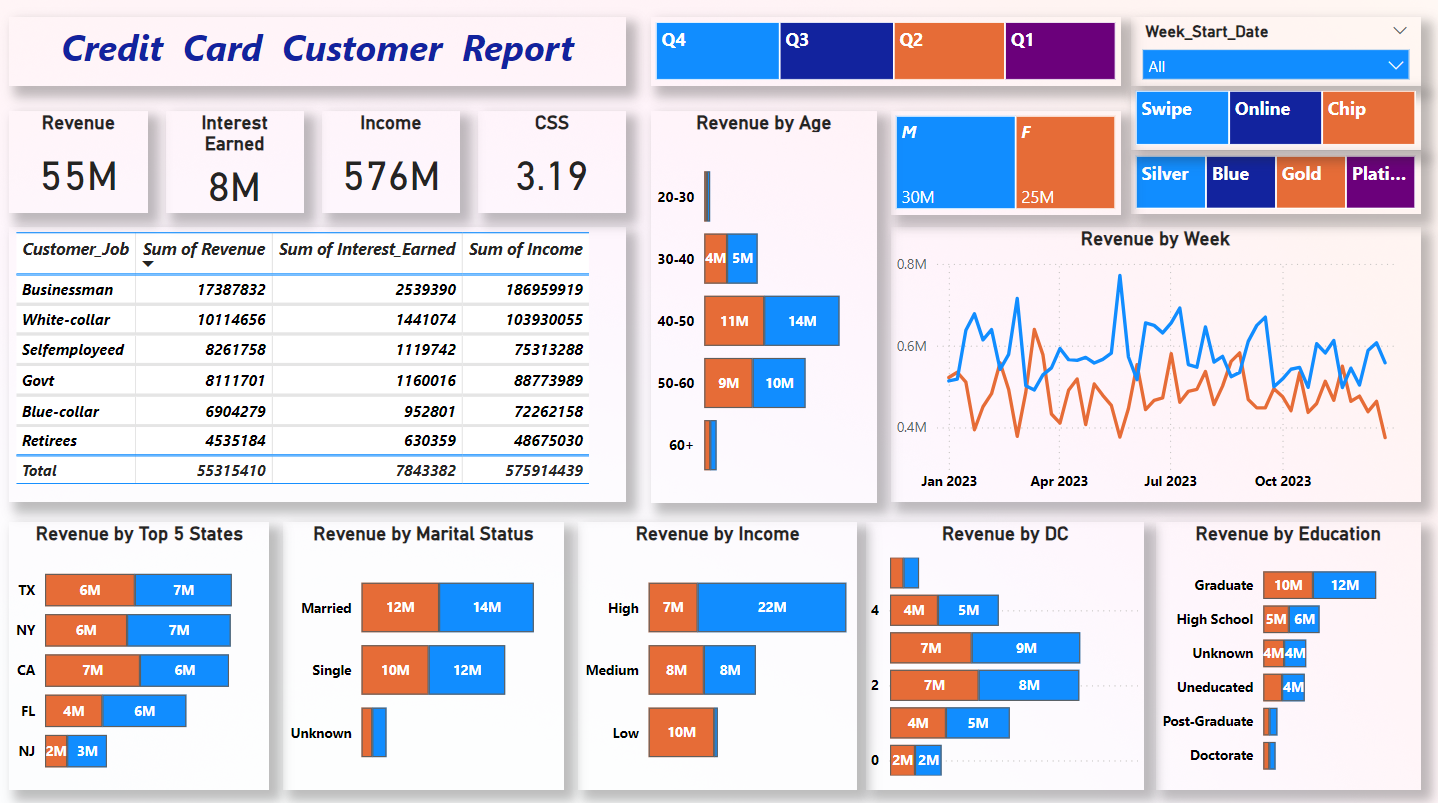 Credit Card Customer Report
Q4 Q3 Q2 Q1
Week_Start_Date
All
Swipe Online Chip
Silver Blue Gold Plati...
Revenue
55M
Interest
Earned
8M
Income
576M
CSS
3.19
Customer_Job Sum of Revenue Sum of Interest_Earned Sum of Income
Businessman 17387832 2539390 186959919
White-collar 10114656 1441074 103930055
Selfemployeed 8261758 1119742 75313288
Govt 8111701 1160016 88773989
Blue-collar 6904279 952801 72262158
Retirees 4535184 630359 48675030
Total 55315410 7843382 575914439
Revenue by Age
20-30
30-40 4M 5M
40-50 11M 14M
50-60 9M 10M
60+
M F
30M 25M
Revenue by Week
0.8M
0.6M
0.4M
Jan 2023 Apr 2023 Jul 2023 Oct 2023
Revenue by Top 5 States
TX 6M 7M
NY 6M 7M
CA 7M 6M
FL 4M 6M
NJ 2M 3M
Revenue by Marital Status
Married 12M 14M
Single 10M 12M
Unknown
Revenue by Income
High 7M 22M
Medium 8M 8M
Low 10M
Revenue by DC
4 4M 5M
7M 9M
2 7M 8M
4M 5M
0 2M 2M
Revenue by Education
Graduate 10M 12M
High School 5M 6M
Unknown 4M 4M
Uneducated 4M
Post-Graduate
Doctorate